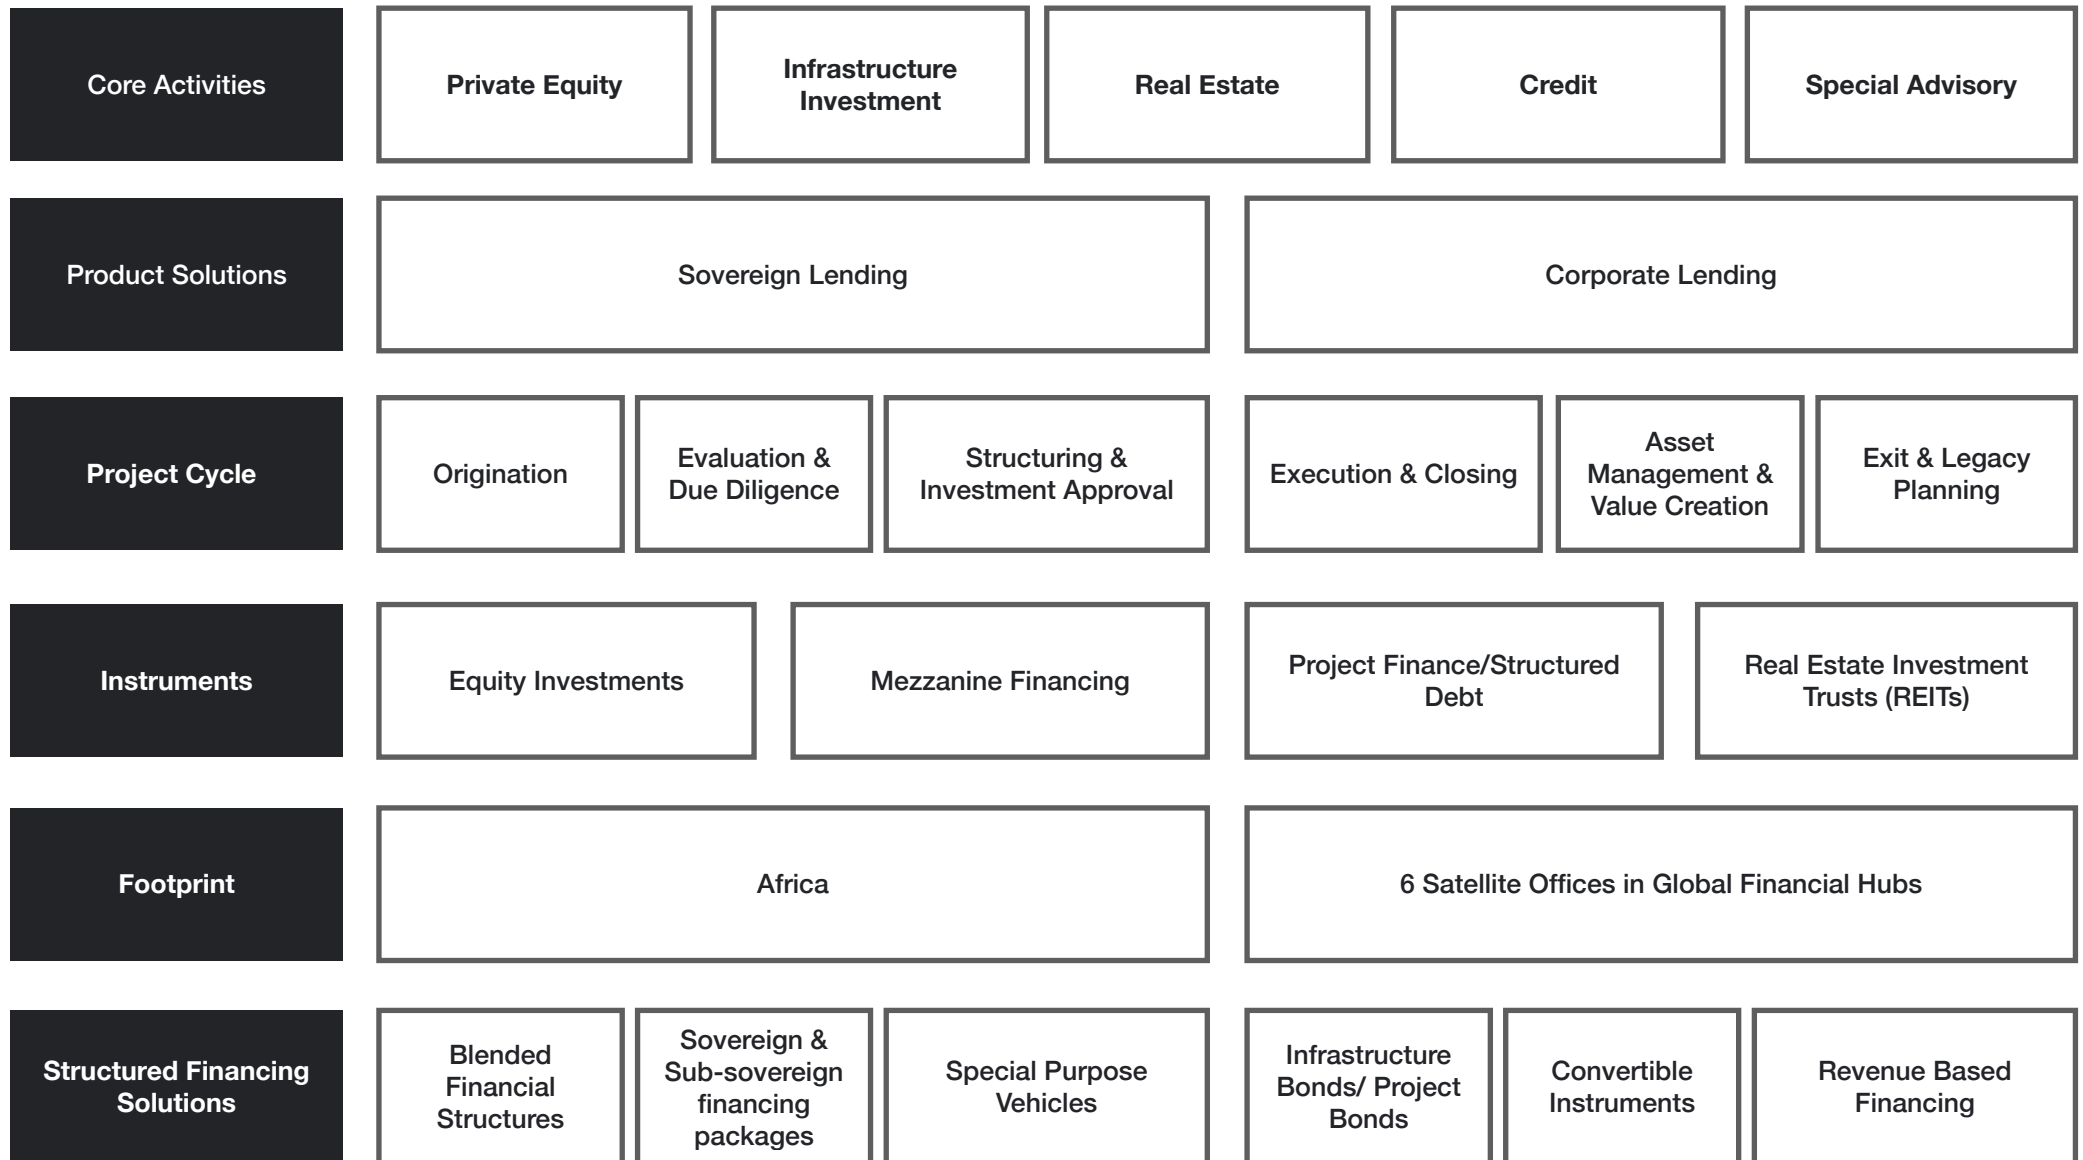 Core Activities
Private Equity
Infrastructure
Investment
Real Estate
Credit
Special Advisory
Product Solutions
Sovereign Lending
Corporate Lending
Project Cycle
Origination
Evaluation &
Due Diligence
Structuring &
Investment Approval
Execution & Closing
Asset
Management &
Value Creation
Exit & Legacy
Planning
Instruments
Equity Investments
Mezzanine Financing
Project Finance/Structured
Debt
Real Estate Investment
Trusts (REITs)
Footprint
Africa
6 Satellite Offices in Global Financial Hubs
Structured Financing
Solutions
Blended
Financial
Structures
Sovereign &
Sub-sovereign
financing
packages
Special Purpose
Vehicles
Infrastructure
Bonds/ Project
Bonds
Convertible
Instruments
Revenue Based
Financing